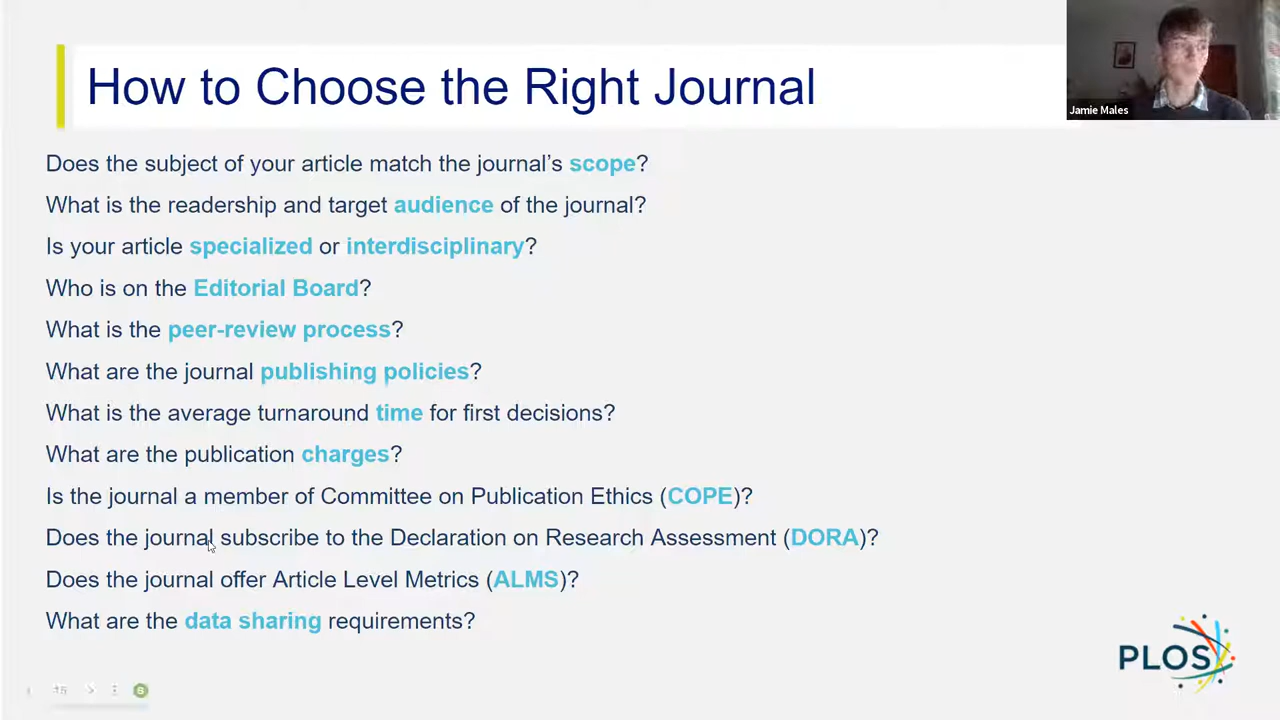 How to Choose the Right Journal
Jamie Males
Does the subject of your article match the journal’s scope?
What is the readership and target audience of the journal?
Is your article specialized or interdisciplinary?
Who is on the Editorial Board?
What is the peer-review process?
What are the journal publishing policies?
What is the average turnaround time for first decisions?
What are the publication charges?
Is the journal a member of Committee on Publication Ethics (COPE)?
Does the journal subscribe to the Declaration on Research Assessment (DORA)?
Does the journal offer Article Level Metrics (ALMS)?
What are the data sharing requirements?
PLOS